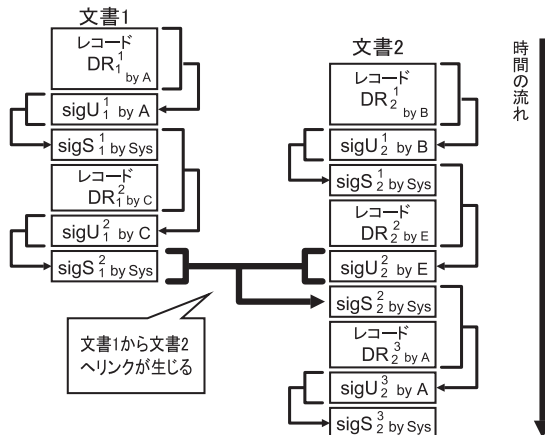 文書1
レコード
DR₁¹ by A
sigU₁¹ by A
sigS₁¹ by Sys
レコード
DR₁² by C
sigU₁² by C
sigS₁² by Sys
文書1から文書2
へリンクが生じる
文書2
レコード
DR₂¹ by B
sigU₂¹ by B
sigS₂¹ by Sys
レコード
DR₂² by E
sigU₂² by E
sigS₂² by Sys
レコード
DR₂³ by A
sigU₂³ by A
sigS₂³ by Sys
時間の流れ